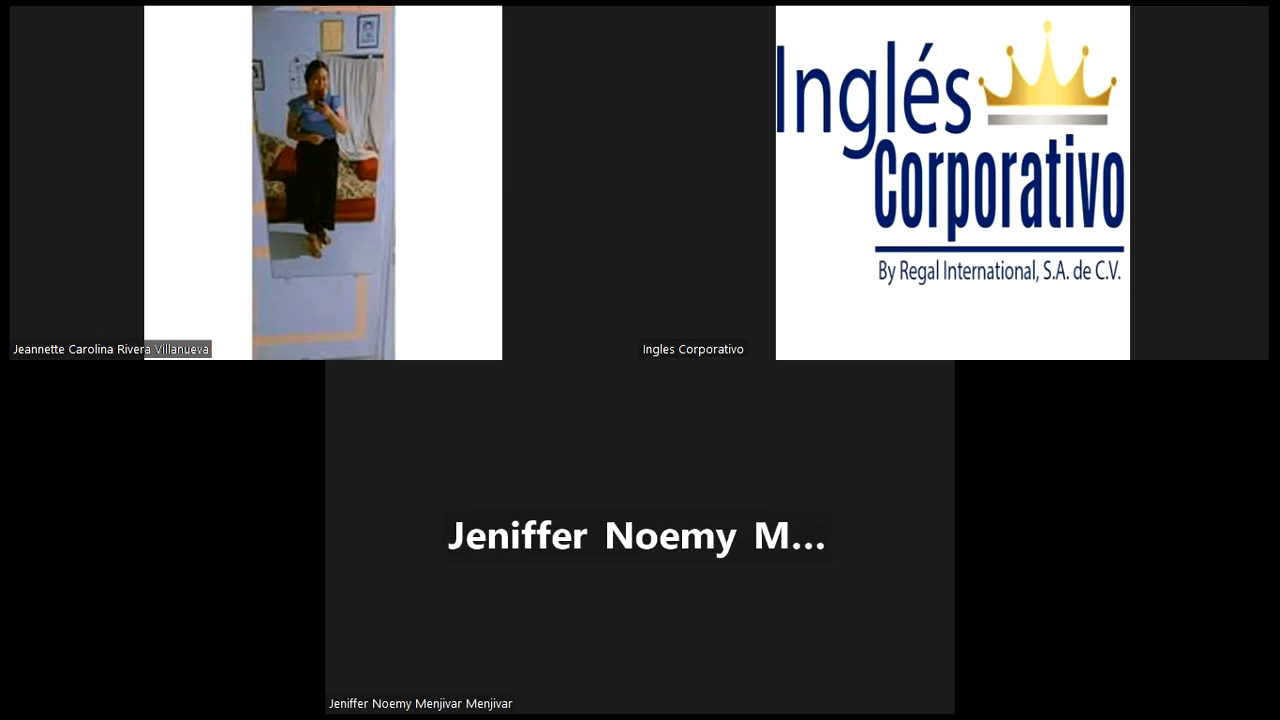 Inglés
Corporativo
By Regal International, S.A. de C.V.
Jeannette Carolina Rivera Villanueva
Ingles Corporativo
Jeniffer Noemy M...
Jeniffer Noemy Menjivar Menjivar